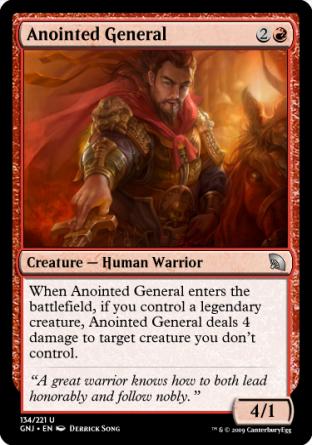 Anointed General 2
Creature — Human Warrior
When Anointed General enters the
battlefield, if you control a legendary
creature, Anointed General deals 4
damage to target creature you don't
control.
“A great warrior knows how to both lead
honorably and follow nobly.”
4/1
134/221 U
GNJ • EN Derrick Song
™ & © 2019 CanterburyEgg